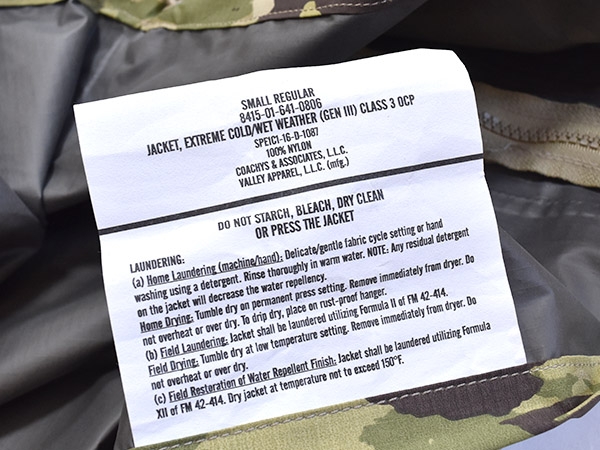 SMALL REGULAR
8415-01-641-0806
JACKET, EXTREME COLD/WET WEATHER (GEN III) CLASS 3 OCP
SPE1C1-16-D-1087
100% NYLON
COACHYS & ASSOCIATES, L.L.C.
VALLEY APPAREL, L.L.C. (mfg.)
DO NOT STARCH, BLEACH, DRY CLEAN
OR PRESS THE JACKET
LAUNDERING:
(a) Home Laundering (machine/hand): Delicate/gentle fabric cycle setting or hand
washing using a detergent. Rinse thoroughly in warm water. NOTE: Any residual detergent
on the jacket will decrease the water repellency.
Home Drying: Tumble dry on permanent press setting. Remove immediately from dryer. Do
not overheat or over dry. To drip dry, place on rust-proof hanger.
(b) Field Laundering: Jacket shall be laundered utilizing Formula II of FM 42-414.
Field Drying: Tumble dry at low temperature setting. Remove immediately from dryer. Do
not overheat or over dry.
(c) Field Restoration of Water Repellent Finish: Jacket shall be laundered utilizing Formula
XII of FM 42-414. Dry jacket at temperature not to exceed 150°F.